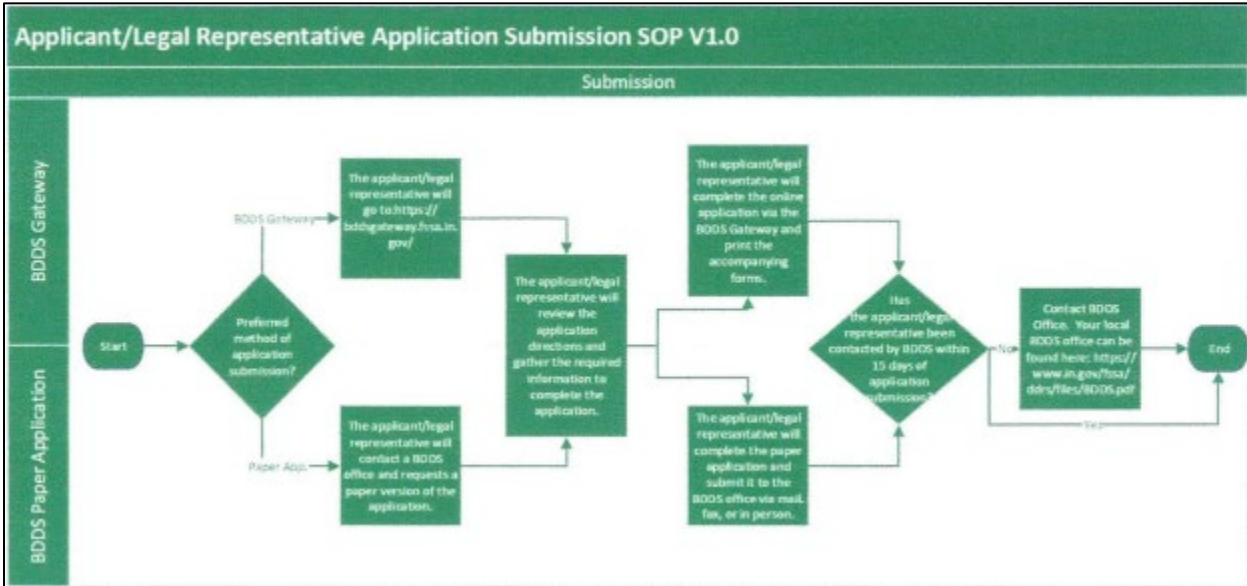 Applicant/Legal Representative Application Submission SOP V1.0
Submission
BDDS Gateway
BDDS Paper Application
Start
Preferred
method of
application
submission?
BDDS Gateway
The applicant/legal
representative will
go to:https://
bddsgateway.fssa.in.
gov/
Paper App.
The applicant/legal
representative will
contact a BDDS
office and requests a
paper version of the
application.
The applicant/legal
representative will
review the
application
directions and
gather the required
information to
complete the
application.
The applicant/legal
representative will
complete the online
application via the
BDDS Gateway and
print the
accompanying
forms.
The applicant/legal
representative will
complete the paper
application and
submit it to the
BDDS office via mail,
fax, or in person.
Has
the applicant/legal
representative been
contacted by BDDS within
15 days of
application
submission?
No
Contact BDDS
Office. Your local
BDDS office can be
found here: https://
www.in.gov/fssa/
ddrs/files/BDDS.pdf
Yes
End